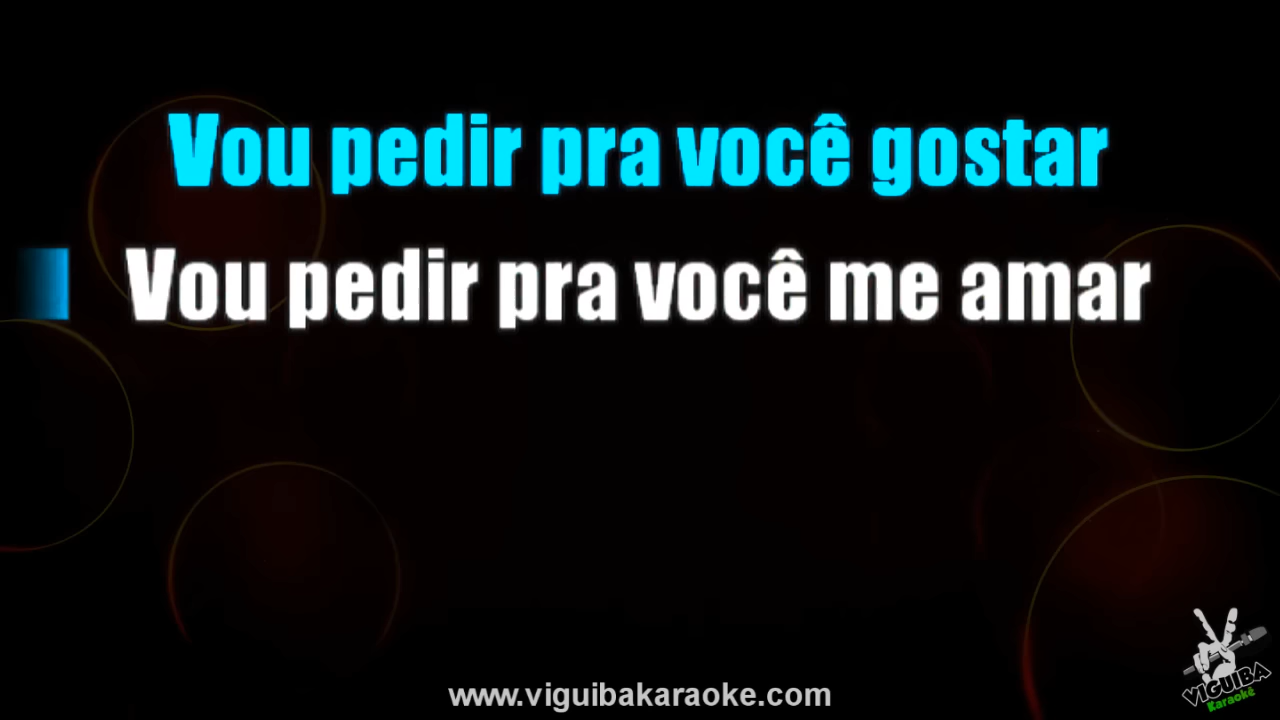 Vou pedir pra você gostar
Vou pedir pra você me amar
www.viguibakaraoke.com
VIGUIBA
Karaokê